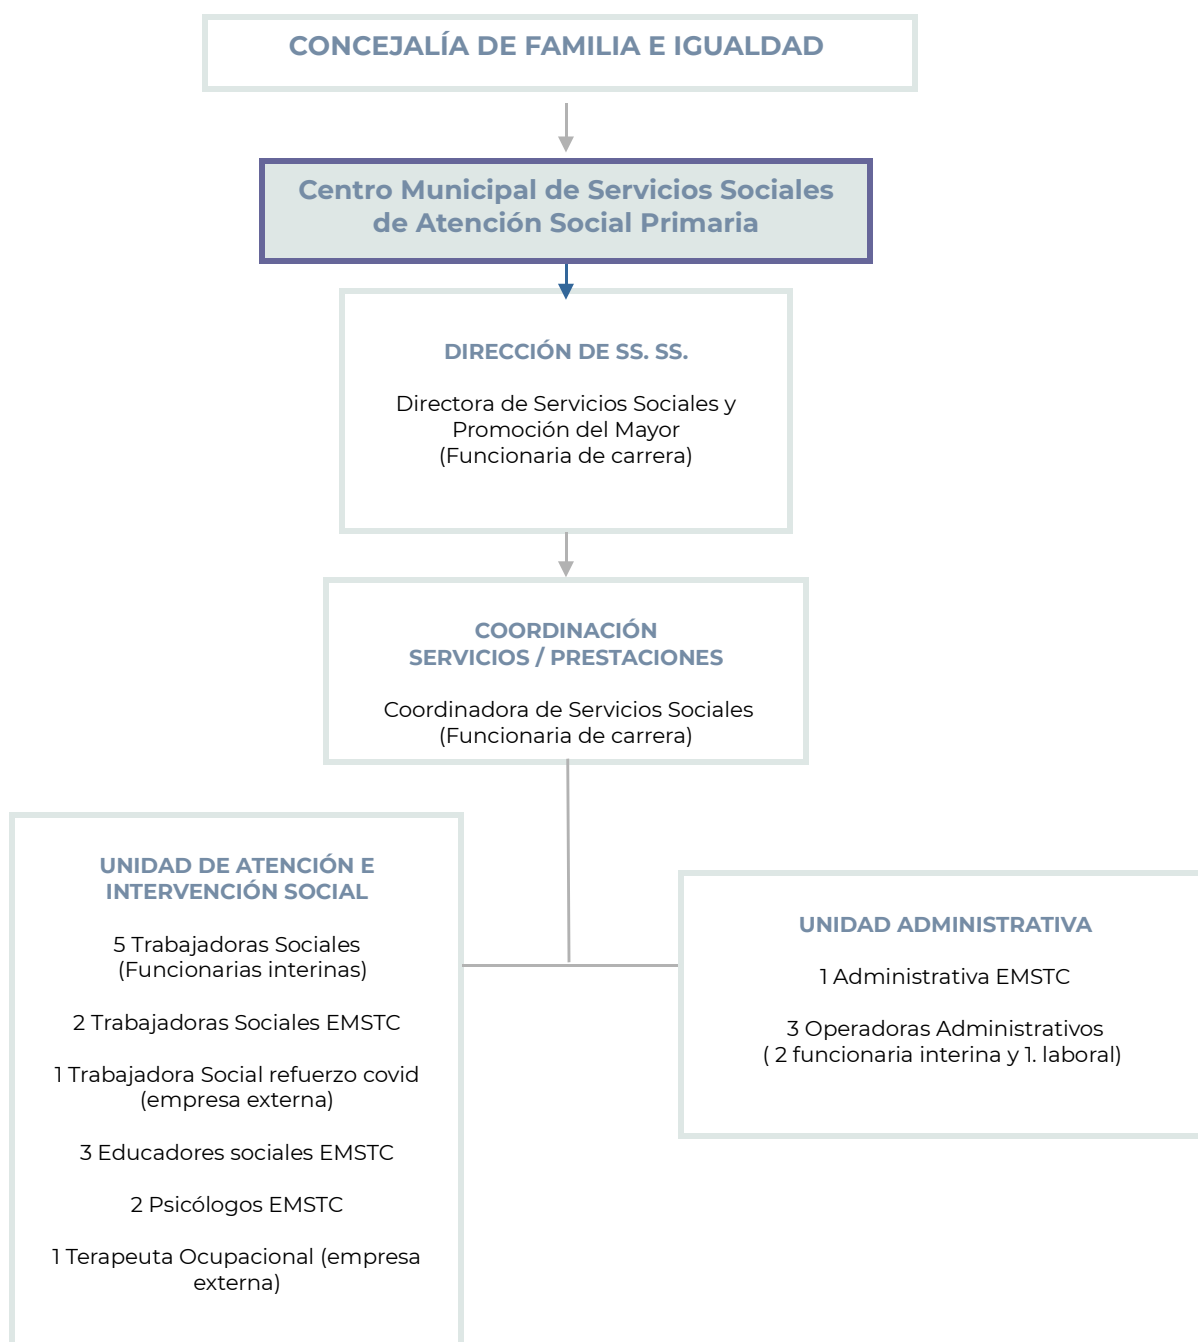 CONCEJALÍA DE FAMILIA E IGUALDAD
Centro Municipal de Servicios Sociales
de Atención Social Primaria
DIRECCIÓN DE SS. SS.
Directora de Servicios Sociales y
Promoción del Mayor
(Funcionaria de carrera)
COORDINACIÓN
SERVICIOS / PRESTACIONES
Coordinadora de Servicios Sociales
(Funcionaria de carrera)
UNIDAD DE ATENCIÓN E
INTERVENCIÓN SOCIAL
5 Trabajadoras Sociales
(Funcionarias interinas)
2 Trabajadoras Sociales EMSTC
1 Trabajadora Social refuerzo covid
(empresa externa)
3 Educadores sociales EMSTC
2 Psicólogos EMSTC
1 Terapeuta Ocupacional (empresa
externa)
UNIDAD ADMINISTRATIVA
1 Administrativa EMSTC
3 Operadoras Administrativos
( 2 funcionaria interina y 1. laboral)